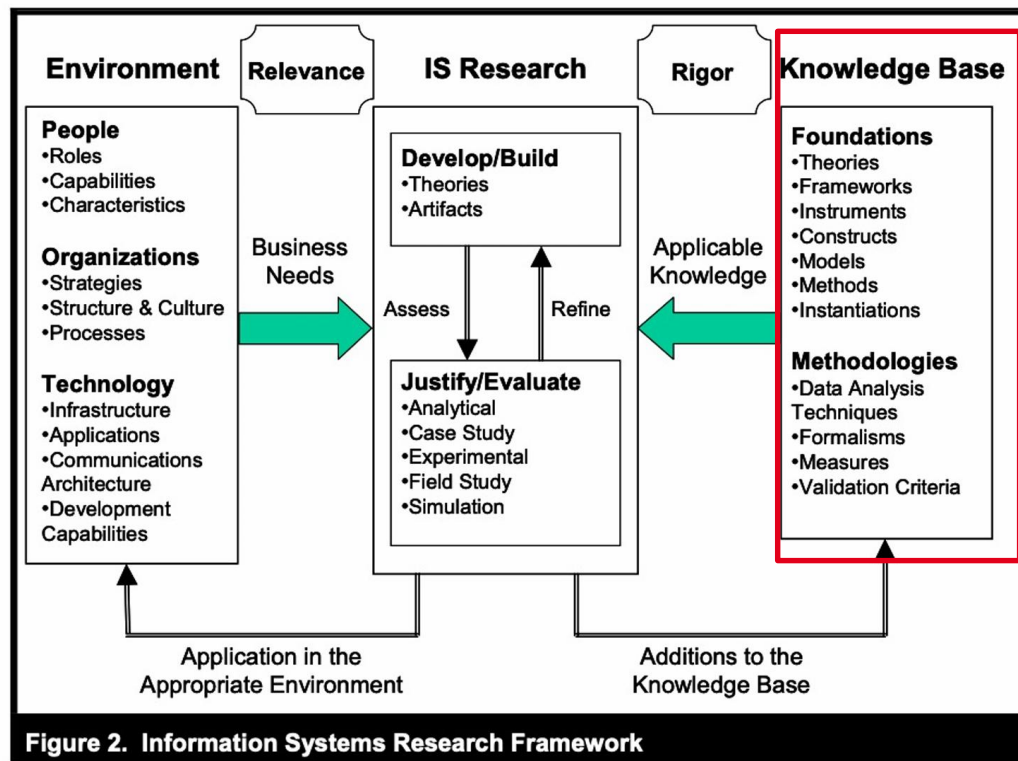 Environment
Relevance
IS Research
Rigor
Knowledge Base
People
•Roles
•Capabilities
•Characteristics
Organizations
•Strategies
•Structure & Culture
•Processes
Technology
•Infrastructure
•Applications
•Communications
Architecture
•Development
Capabilities
Business
Needs
Develop/Build
•Theories
•Artifacts
Assess
Refine
Justify/Evaluate
•Analytical
•Case Study
•Experimental
•Field Study
•Simulation
Applicable
Knowledge
Foundations
•Theories
•Frameworks
•Instruments
•Constructs
•Models
•Methods
•Instantiations
Methodologies
•Data Analysis
Techniques
•Formalisms
•Measures
•Validation Criteria
Application in the
Appropriate Environment
Additions to the
Knowledge Base
Figure 2. Information Systems Research Framework